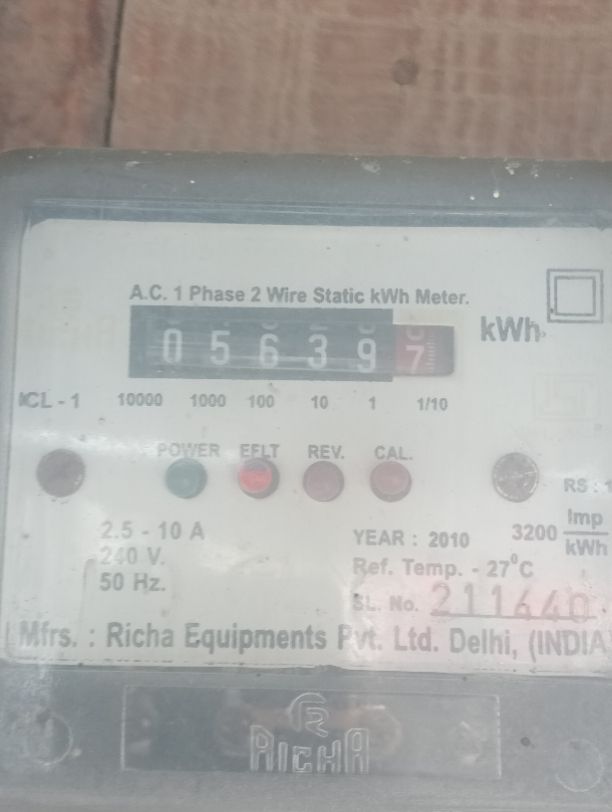 A.C. 1 Phase 2 Wire Static kWh Meter.
0 5 6 3 9 7 kWh
CL - 1 10000 1000 100 10 1 1/10
POWER EFLT REV. CAL.
RS :
2.5 - 10 A
240 V.
50 Hz.
YEAR : 2010 3200 Imp/kWh
Ref. Temp. - 27°C
SL. No. 211640
Mfrs. : Richa Equipments Pvt. Ltd. Delhi, (INDIA
RICHA